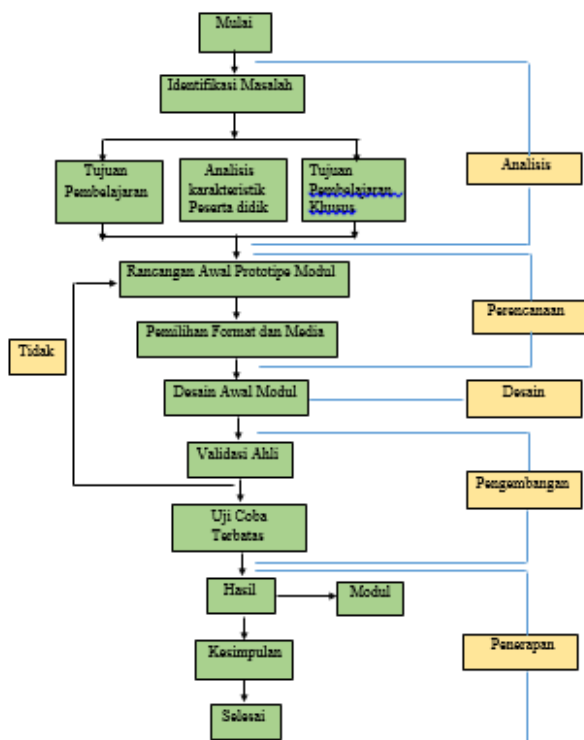 Mulai
Identifikasi Masalah
Tujuan
Pembelajaran
Analisis
karakteristik
Peserta didik
Tujuan
Pembelajaran
Khusus
Analisis
Rancangan Awal Prototipe Modul
Perencanaan
Pemilihan Format dan Media
Tidak
Desain Awal Modul
Desain
Validasi Ahli
Pengembangan
Uji Coba
Terbatas
Hasil
Modul
Kesimpulan
Penerapan
Selesai